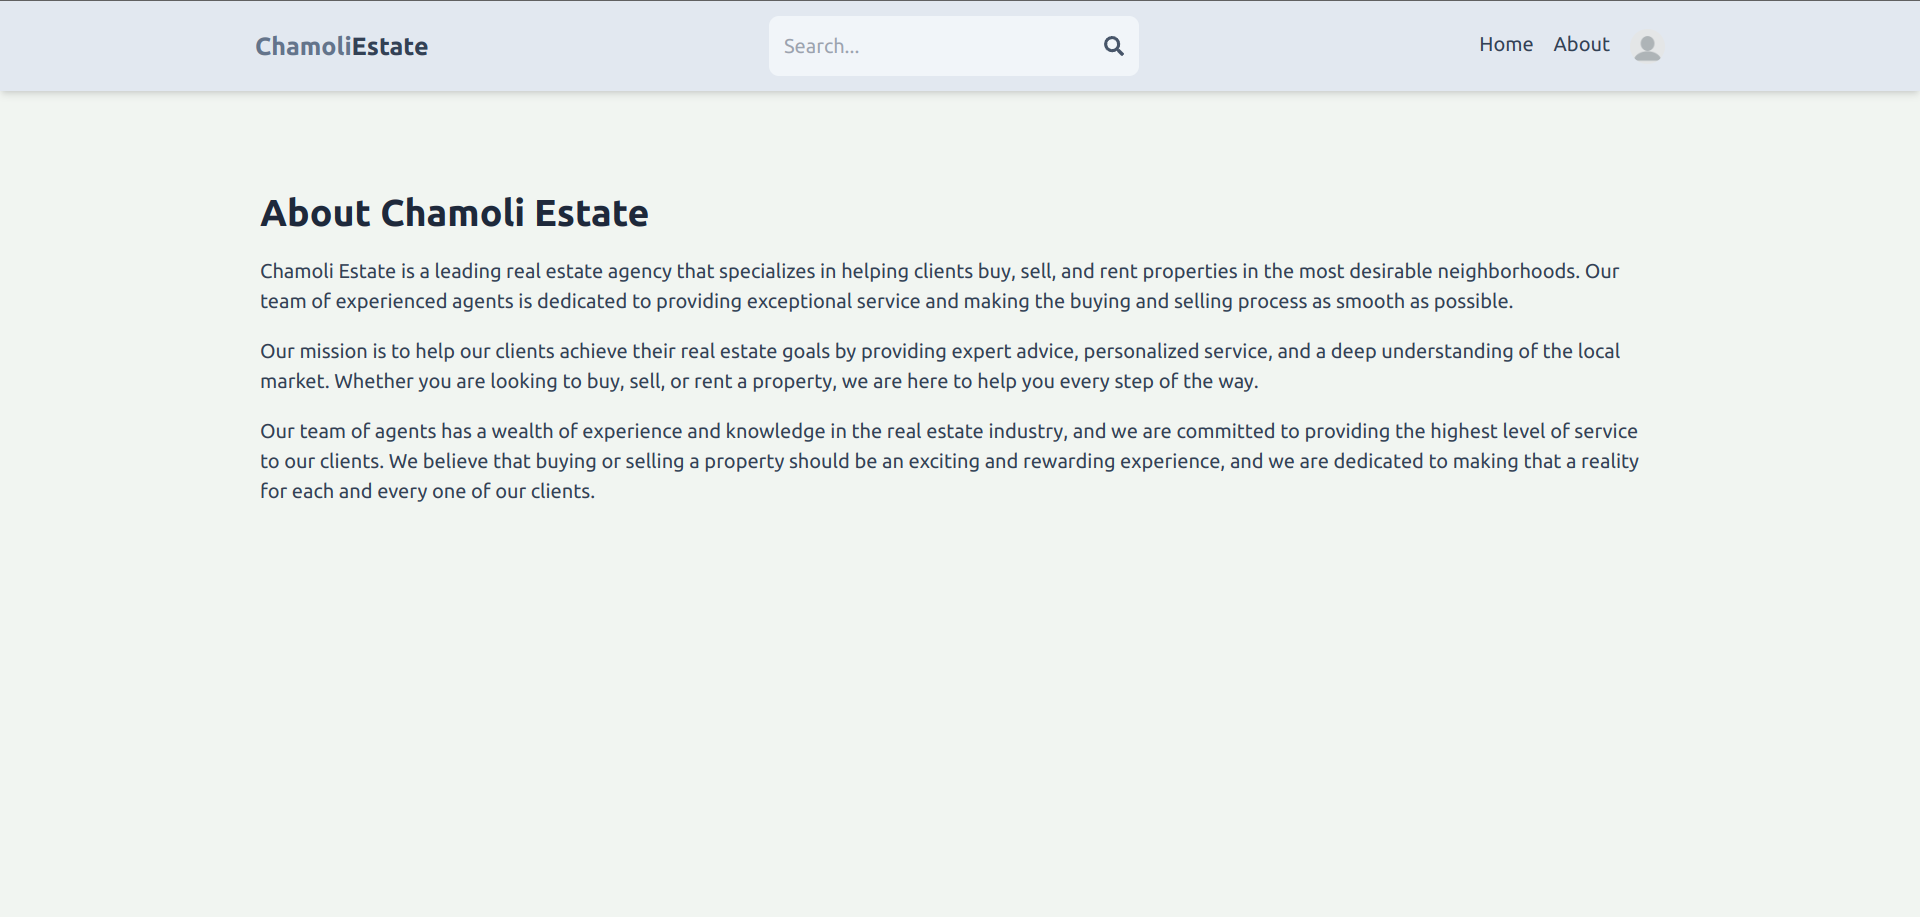 ChamoliEstate
Search...
Home
About
About Chamoli Estate
Chamoli Estate is a leading real estate agency that specializes in helping clients buy, sell, and rent properties in the most desirable neighborhoods. Our
team of experienced agents is dedicated to providing exceptional service and making the buying and selling process as smooth as possible.
Our mission is to help our clients achieve their real estate goals by providing expert advice, personalized service, and a deep understanding of the local
market. Whether you are looking to buy, sell, or rent a property, we are here to help you every step of the way.
Our team of agents has a wealth of experience and knowledge in the real estate industry, and we are committed to providing the highest level of service
to our clients. We believe that buying or selling a property should be an exciting and rewarding experience, and we are dedicated to making that a reality
for each and every one of our clients.